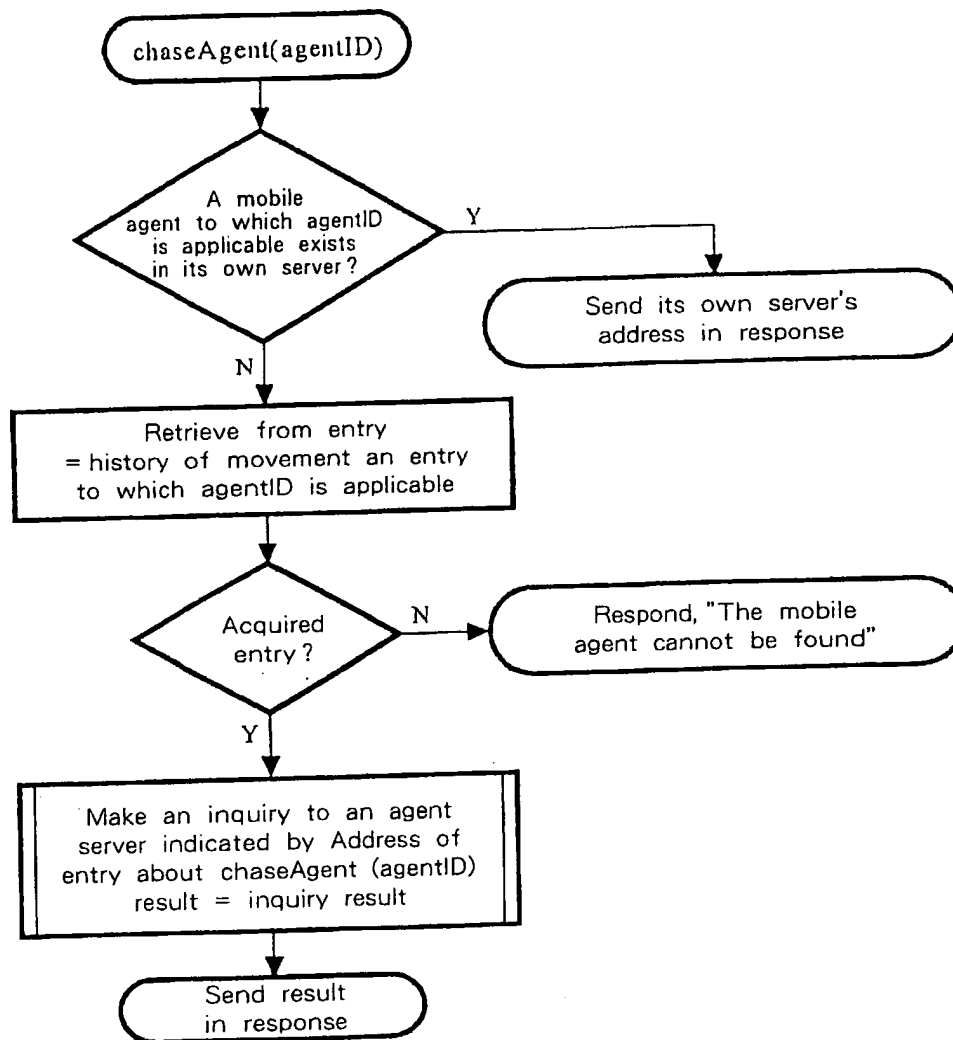 chaseAgent(agentID)
A mobile
agent to which agentID
is applicable exists
in its own server?
Y
Send its own server's
address in response
N
Retrieve from entry
= history of movement an entry
to which agentID is applicable
Acquired
entry?
N
Respond, "The mobile
agent cannot be found"
Y
Make an inquiry to an agent
server indicated by Address of
entry about chaseAgent (agentID)
result = inquiry result
Send result
in response